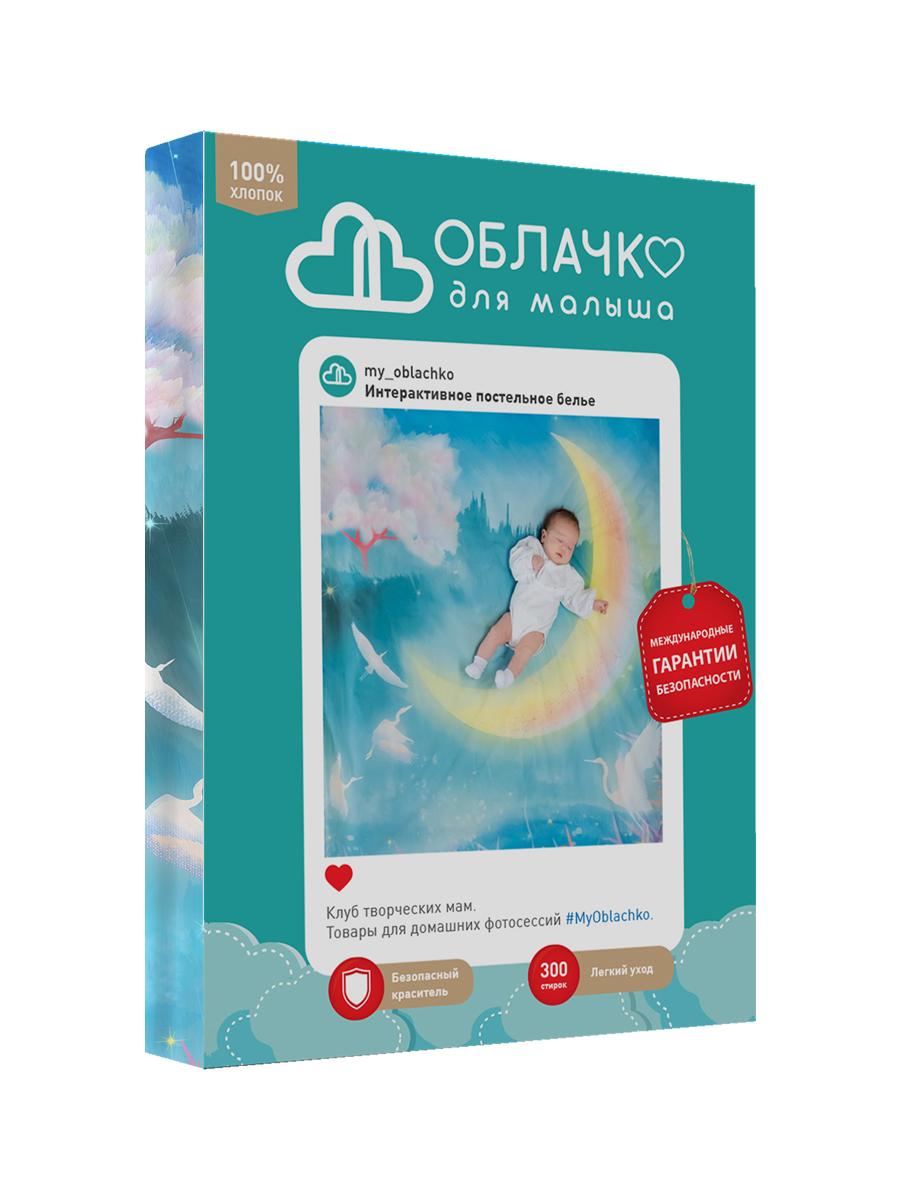 100%
ХЛОПОК
ОБЛАЧКО
для малыша
my_oblachko
Интерактивное постельное белье
МЕЖДУНАРОДНЫЕ
ГАРАНТИИ
БЕЗОПАСНОСТИ
Клуб творческих мам.
Товары для домашних фотосессий #MyOblachko.
Безопасный
краситель
300
стирок
Легкий уход